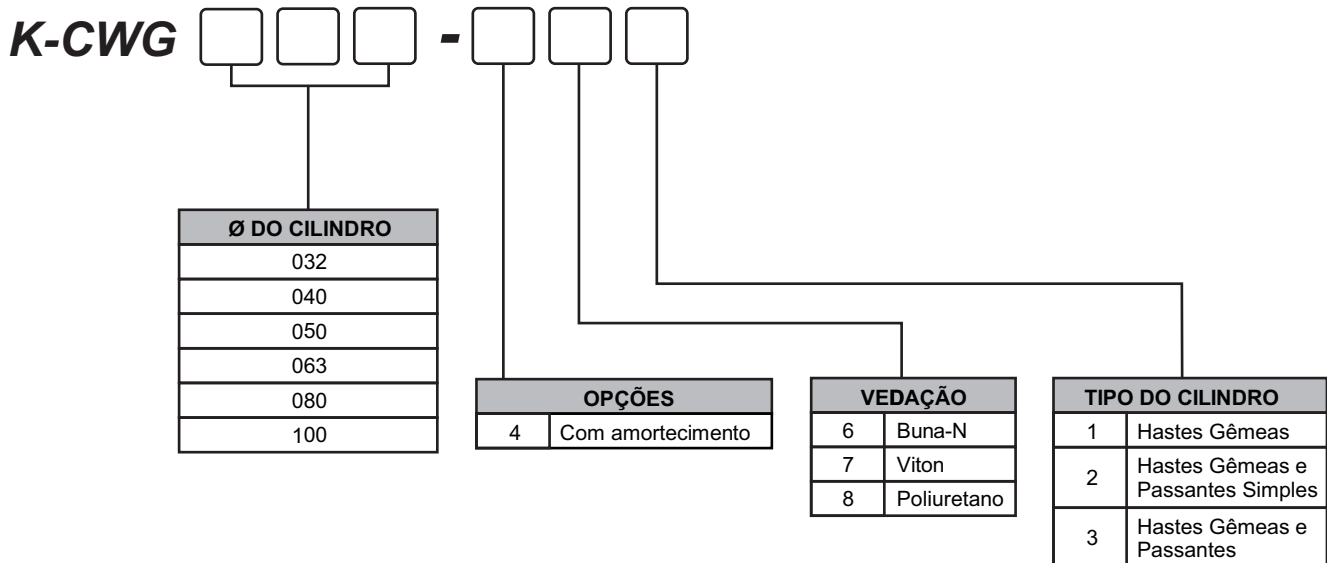 K-CWG -
Ø DO CILINDRO
032
040
050
063
080
100
OPÇÕES
4 Com amortecimento
VEDAÇÃO
6 Buna-N
7 Viton
8 Poliuretano
TIPO DO CILINDRO
1 Hastes Gêmeas
2 Hastes Gêmeas e
Passantes Simples
3 Hastes Gêmeas e
Passantes